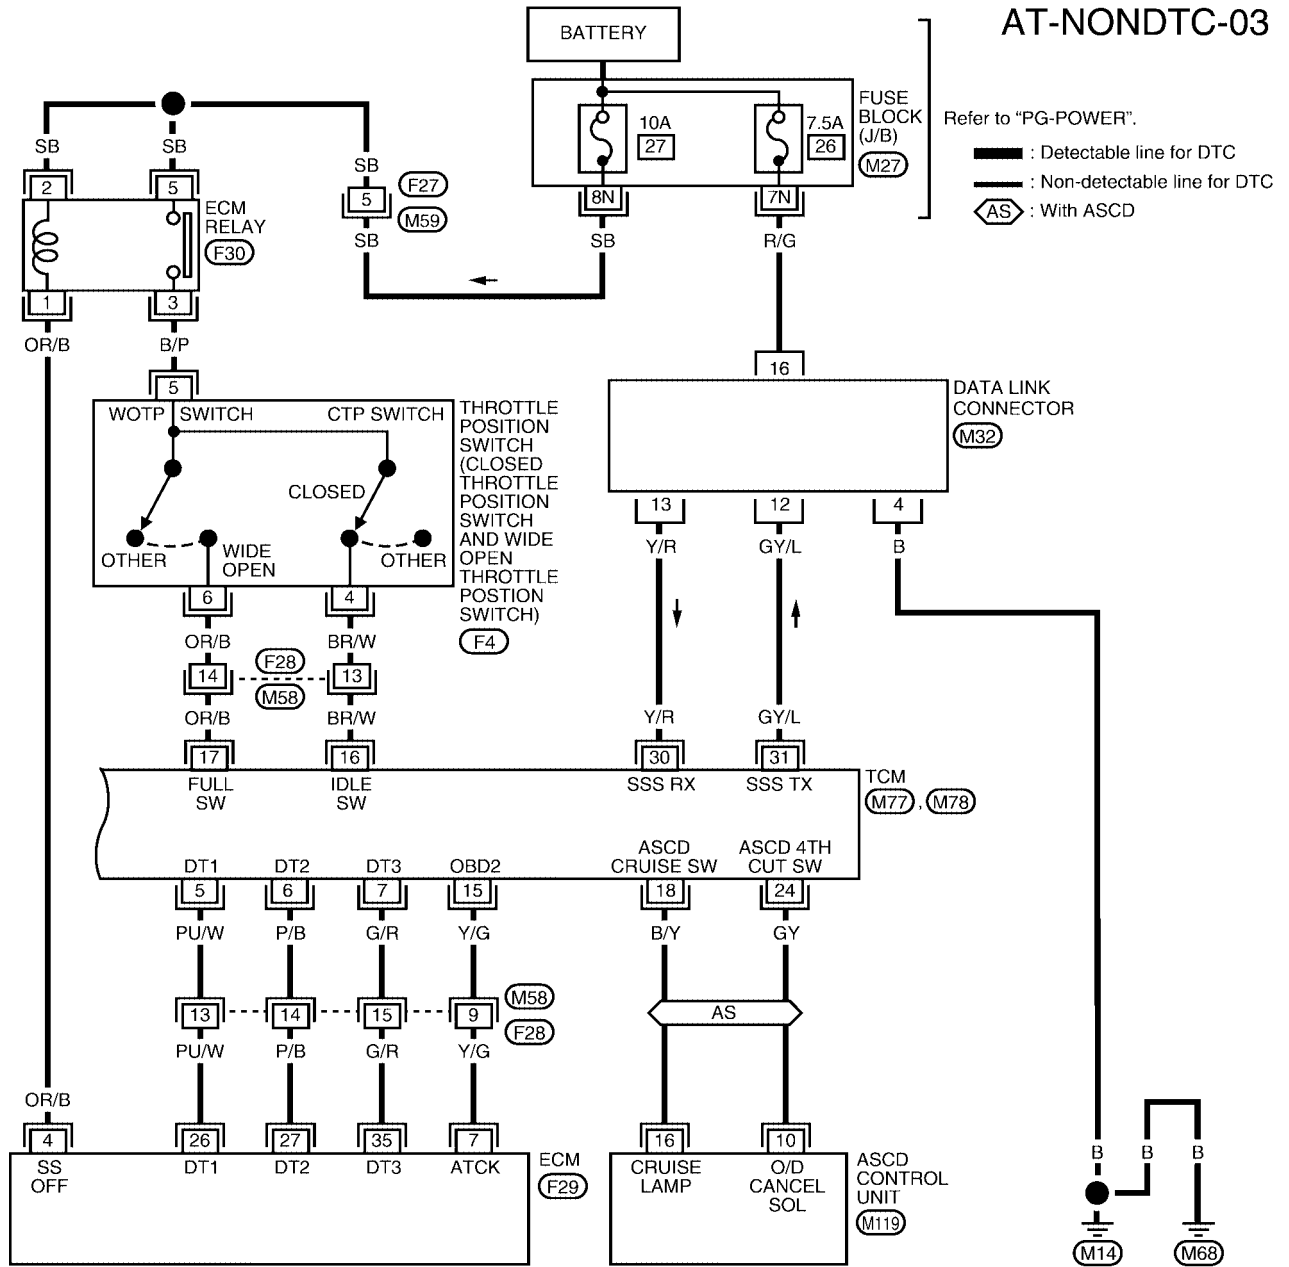 AT-NONDTC-03
BATTERY
FUSE
BLOCK
(J/B)
M27
10A
27
7.5A
26
8N
7N
Refer to “PG-POWER”.
: Detectable line for DTC
: Non-detectable line for DTC
AS : With ASCD
SB
SB
SB
2
5
5
F27
M59
ECM
RELAY
F30
SB
SB
R/G
1
3
OR/B
B/P
5
16
WOTP SWITCH
CTP SWITCH
CLOSED
OTHER
WIDE
OPEN
OTHER
THROTTLE
POSITION
SWITCH
(CLOSED
THROTTLE
POSITION
SWITCH
AND WIDE
OPEN
THROTTLE
POSTION
SWITCH)
F4
DATA LINK
CONNECTOR
M32
13
12
4
Y/R
GY/L
B
6
4
OR/B
BR/W
14
F28
M58
13
OR/B
BR/W
Y/R
GY/L
17
16
30
31
FULL
SW
IDLE
SW
SSS RX
SSS TX
TCM
M77 , M78
DT1
DT2
DT3
OBD2
ASCD
CRUISE SW
ASCD 4TH
CUT SW
5
6
7
15
18
24
PU/W
P/B
G/R
Y/G
B/Y
GY
13
14
15
9
M58
F28
AS
PU/W
P/B
G/R
Y/G
OR/B
4
26
27
35
7
16
10
SS
OFF
DT1
DT2
DT3
ATCK
ECM
F29
CRUISE
LAMP
O/D
CANCEL
SOL
ASCD
CONTROL
UNIT
M119
B
B
B
M14
M68